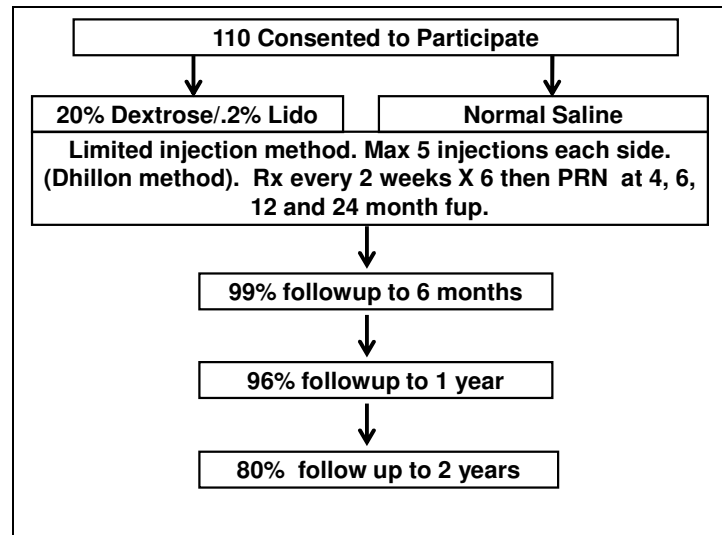 110 Consented to Participate
20% Dextrose/.2% Lido
Normal Saline
Limited injection method. Max 5 injections each side.
(Dhillon method).  Rx every 2 weeks X 6 then PRN  at 4, 6,
12 and 24 month fup.
99% followup to 6 months
96% followup to 1 year
80%  follow up to 2 years